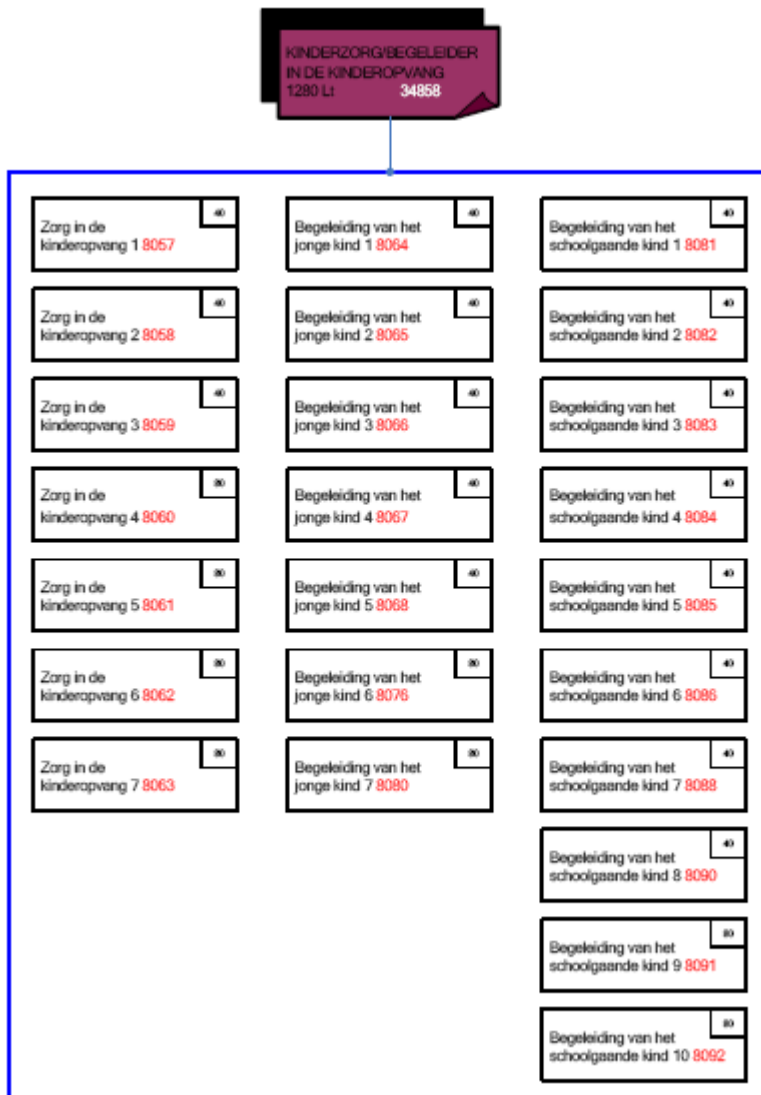 KINDERZORG/BEGELEIDER
IN DE KINDEROPVANG
1280 Lt 34858
40
Zorg in de
kinderopvang 1 8057
40
Zorg in de
kinderopvang 2 8058
40
Zorg in de
kinderopvang 3 8059
80
Zorg in de
kinderopvang 4 8060
80
Zorg in de
kinderopvang 5 8061
80
Zorg in de
kinderopvang 6 8062
80
Zorg in de
kinderopvang 7 8063
40
Begeleiding van het
jonge kind 1 8064
40
Begeleiding van het
jonge kind 2 8065
40
Begeleiding van het
jonge kind 3 8066
40
Begeleiding van het
jonge kind 4 8067
40
Begeleiding van het
jonge kind 5 8068
80
Begeleiding van het
jonge kind 6 8076
80
Begeleiding van het
jonge kind 7 8080
40
Begeleiding van het
schoolgaande kind 1 8081
40
Begeleiding van het
schoolgaande kind 2 8082
40
Begeleiding van het
schoolgaande kind 3 8083
40
Begeleiding van het
schoolgaande kind 4 8084
40
Begeleiding van het
schoolgaande kind 5 8085
40
Begeleiding van het
schoolgaande kind 6 8086
40
Begeleiding van het
schoolgaande kind 7 8088
40
Begeleiding van het
schoolgaande kind 8 8090
80
Begeleiding van het
schoolgaande kind 9 8091
80
Begeleiding van het
schoolgaande kind 10 8092